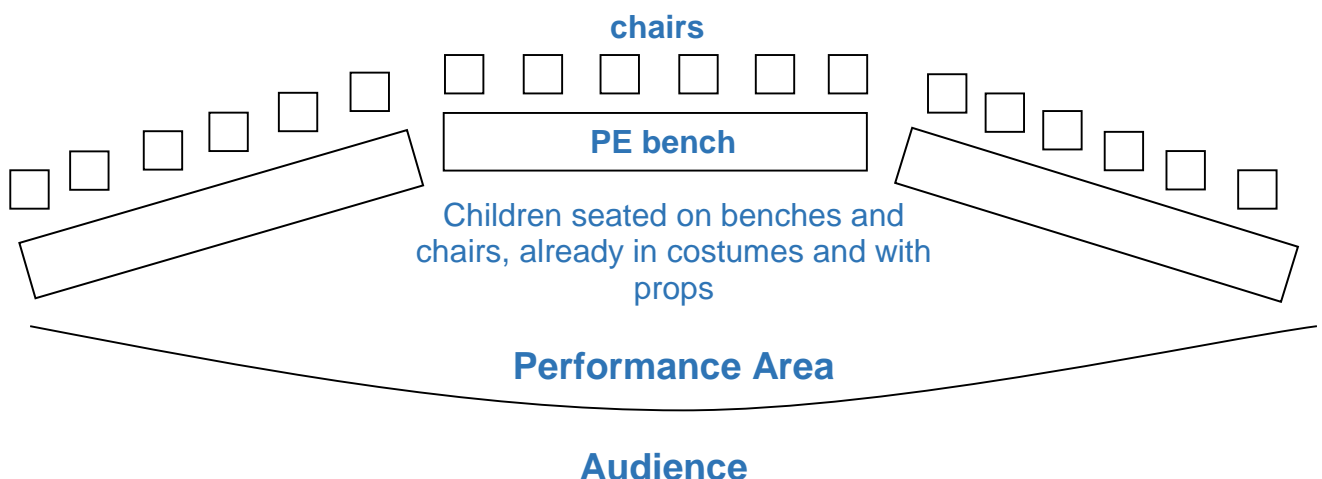 chairs
PE bench
Children seated on benches and
chairs, already in costumes and with
props
Performance Area
Audience